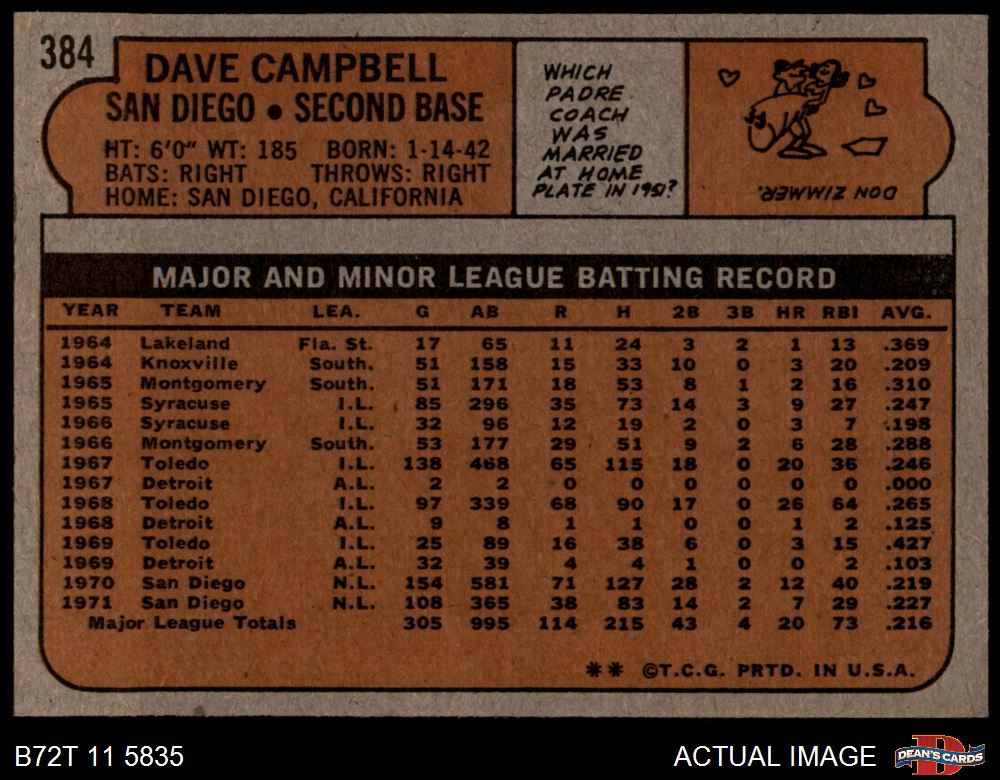 384
DAVE CAMPBELL
SAN DIEGO • SECOND BASE
HT: 6'0" WT: 185 BORN: 1-14-42
BATS: RIGHT THROWS: RIGHT
HOME: SAN DIEGO, CALIFORNIA
WHICH
PADRE
COACH
WAS
MARRIED
AT HOME
PLATE IN 1951?
DON ZIMMER.
MAJOR AND MINOR LEAGUE BATTING RECORD
YEAR TEAM LEA. G AB R H 2B 3B HR RBI AVG.
1964 Lakeland Fla. St. 17 65 11 24 3 2 1 13 .369
1964 Knoxville South. 51 158 15 33 10 0 3 20 .209
1965 Montgomery South. 51 171 18 53 8 1 2 16 .310
1965 Syracuse I.L. 85 296 35 73 14 3 9 27 .247
1966 Syracuse I.L. 32 96 12 19 2 0 3 7 .198
1966 Montgomery South. 53 177 29 51 9 2 6 28 .288
1967 Toledo I.L. 138 468 65 115 18 0 20 36 .246
1967 Detroit A.L. 2 2 0 0 0 0 0 0 .000
1968 Toledo I.L. 97 339 68 90 17 0 26 64 .265
1968 Detroit A.L. 9 8 1 1 0 0 1 2 .125
1969 Toledo I.L. 25 89 16 38 6 0 3 15 .427
1969 Detroit A.L. 32 39 4 4 1 0 0 2 .103
1970 San Diego N.L. 154 581 71 127 28 2 12 40 .219
1971 San Diego N.L. 108 365 38 83 14 2 7 29 .227
Major League Totals 305 995 114 215 43 4 20 73 .216
** ©T.C.G. PRTD. IN U.S.A.
B72T 11 5835
ACTUAL IMAGE
DEAN'S CARDS